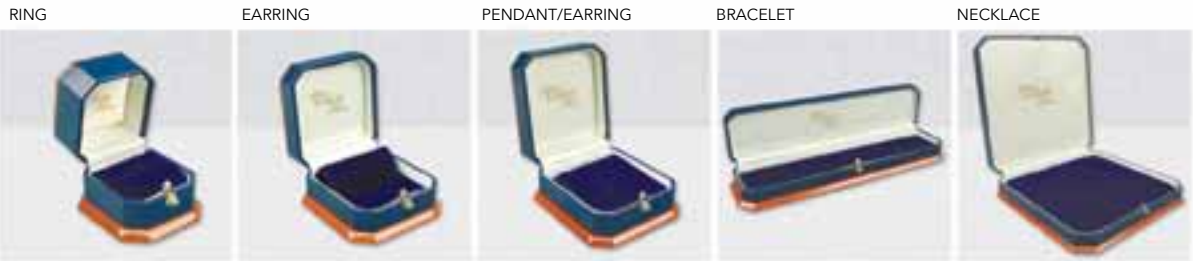 RING
EARRING
PENDANT/EARRING
BRACELET
NECKLACE